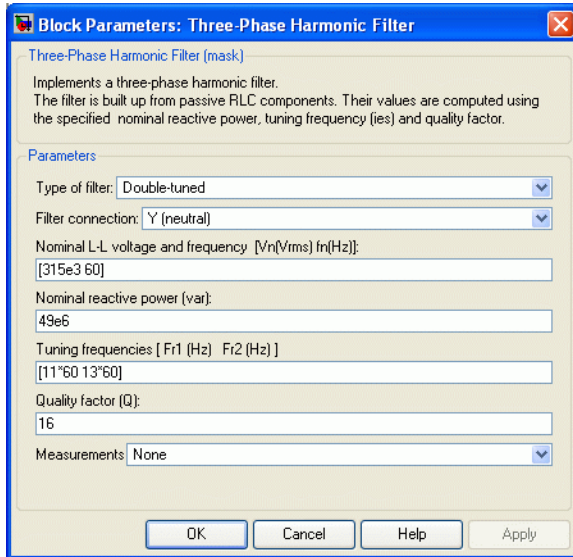 Block Parameters: Three-Phase Harmonic Filter
Three-Phase Harmonic Filter (mask)
Implements a three-phase harmonic filter.
The filter is built up from passive RLC components. Their values are computed using
the specified nominal reactive power, tuning frequency (ies) and quality factor.
Parameters
Type of filter: Double-tuned
Filter connection: Y (neutral)
Nominal L-L voltage and frequency [Vn(Vrms) fn(Hz)]:
[315e3 60]
Nominal reactive power (var):
49e6
Tuning frequencies [ Fr1 (Hz) Fr2 (Hz) ]
[11*60 13*60]
Quality factor (Q):
16
Measurements None
OK Cancel Help Apply